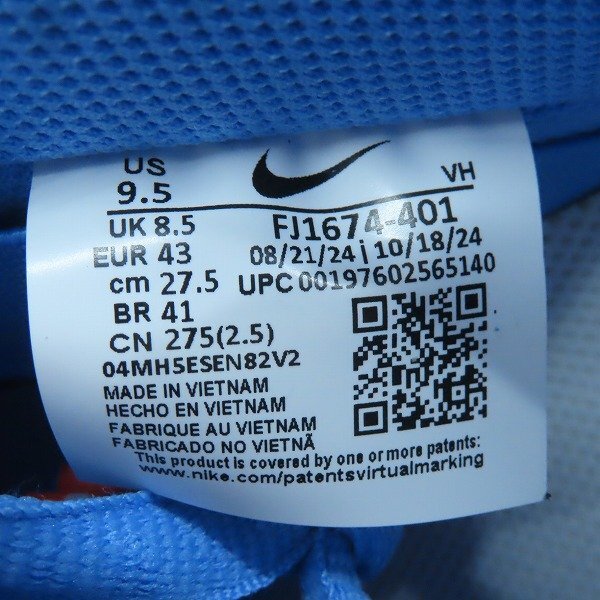 US
9.5
VH
UK 8.5
FJ1674-401
EUR 43
08/21/24 | 10/18/24
cm 27.5
UPC 00197602565140
BR 41
CN 275(2.5)
04MH5ESEN82V2
MADE IN VIETNAM
HECHO EN VIETNAM
FABRIQUE AU VIETNAM
FABRICADO NO VIETNÃ
This product is covered by one or more patents:
www.nike.com/patentsvirtualmarking